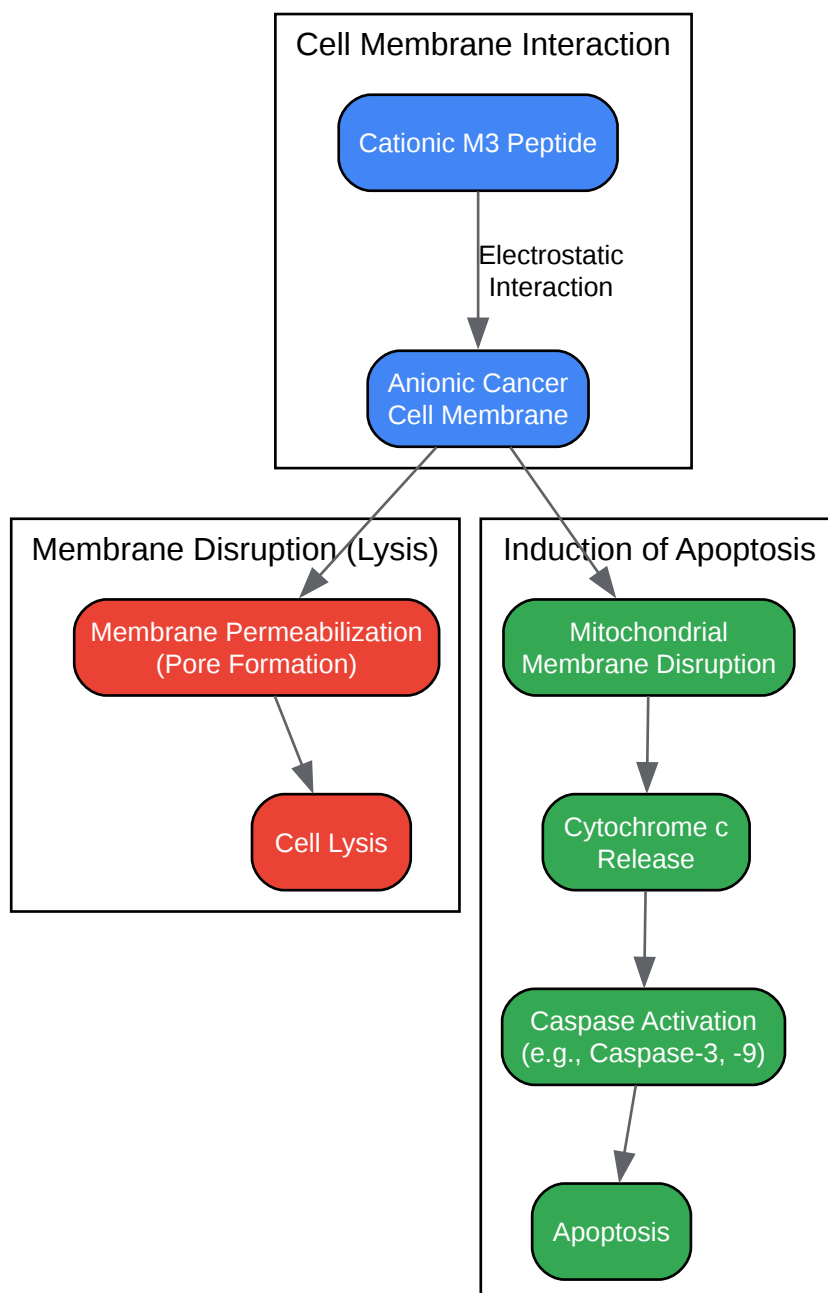 Cell Membrane Interaction
Cationic M3 Peptide
Electrostatic
Interaction
Anionic Cancer
Cell Membrane
Membrane Disruption (Lysis)
Membrane Permeabilization
(Pore Formation)
Cell Lysis
Induction of Apoptosis
Mitochondrial
Membrane Disruption
Cytochrome c
Release
Caspase Activation
(e.g., Caspase-3, -9)
Apoptosis